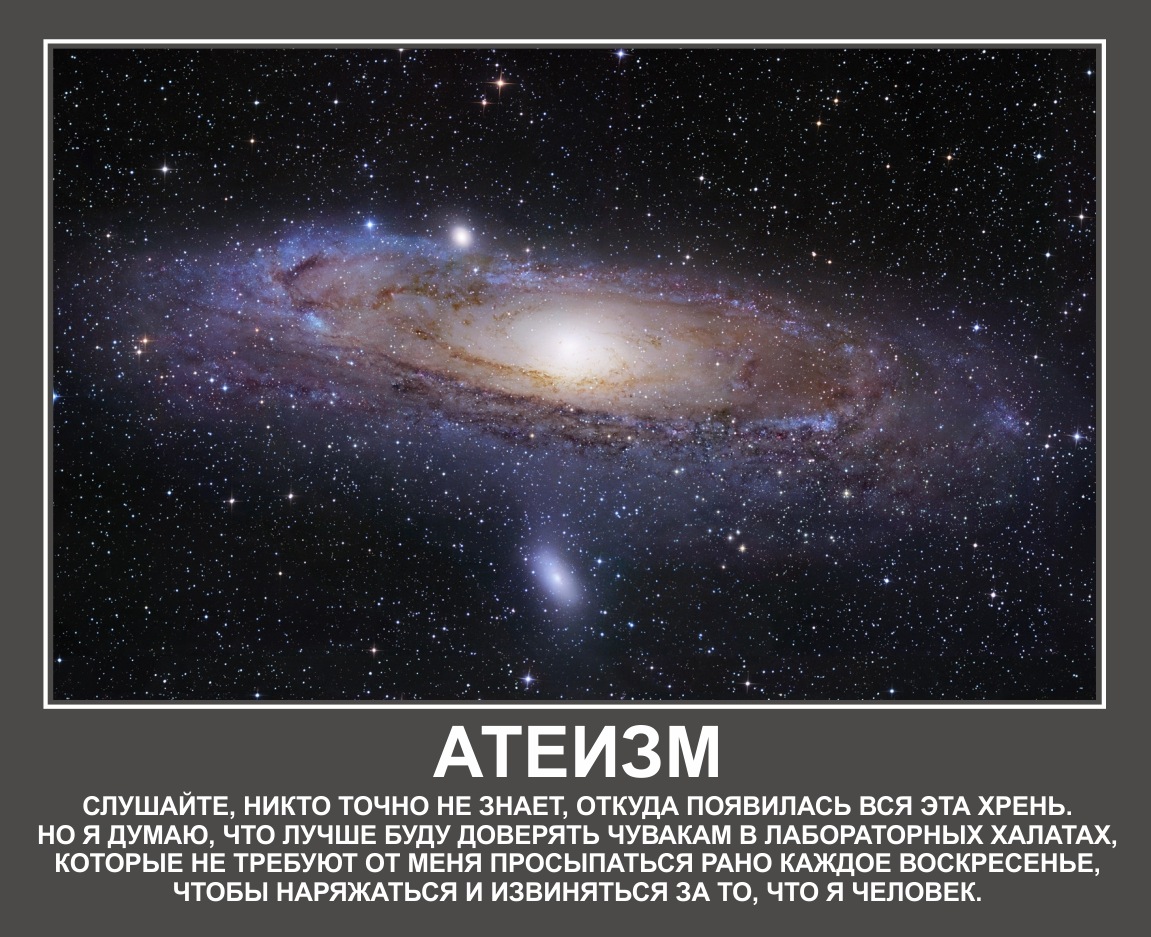 АТЕИЗМ
СЛУШАЙТЕ, НИКТО ТОЧНО НЕ ЗНАЕТ, ОТКУДА ПОЯВИЛАСЬ ВСЯ ЭТА ХРЕНЬ.
НО Я ДУМАЮ, ЧТО ЛУЧШЕ БУДУ ДОВЕРЯТЬ ЧУВАКАМ В ЛАБОРАТОРНЫХ ХАЛАТАХ,
КОТОРЫЕ НЕ ТРЕБУЮТ ОТ МЕНЯ ПРОСЫПАТЬСЯ РАНО КАЖДОЕ ВОСКРЕСЕНЬЕ,
ЧТОБЫ НАРЯЖАТЬСЯ И ИЗВИНЯТЬСЯ ЗА ТО, ЧТО Я ЧЕЛОВЕК.